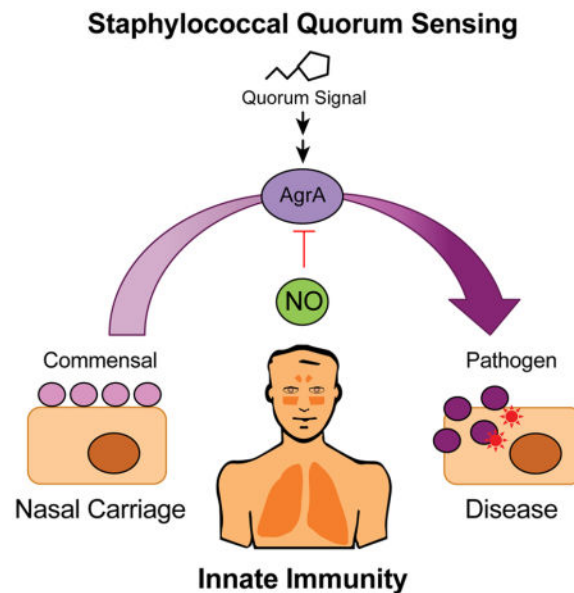 Staphylococcal Quorum Sensing
Quorum Signal
AgrA
NO
Commensal
Pathogen
Nasal Carriage
Disease
Innate Immunity